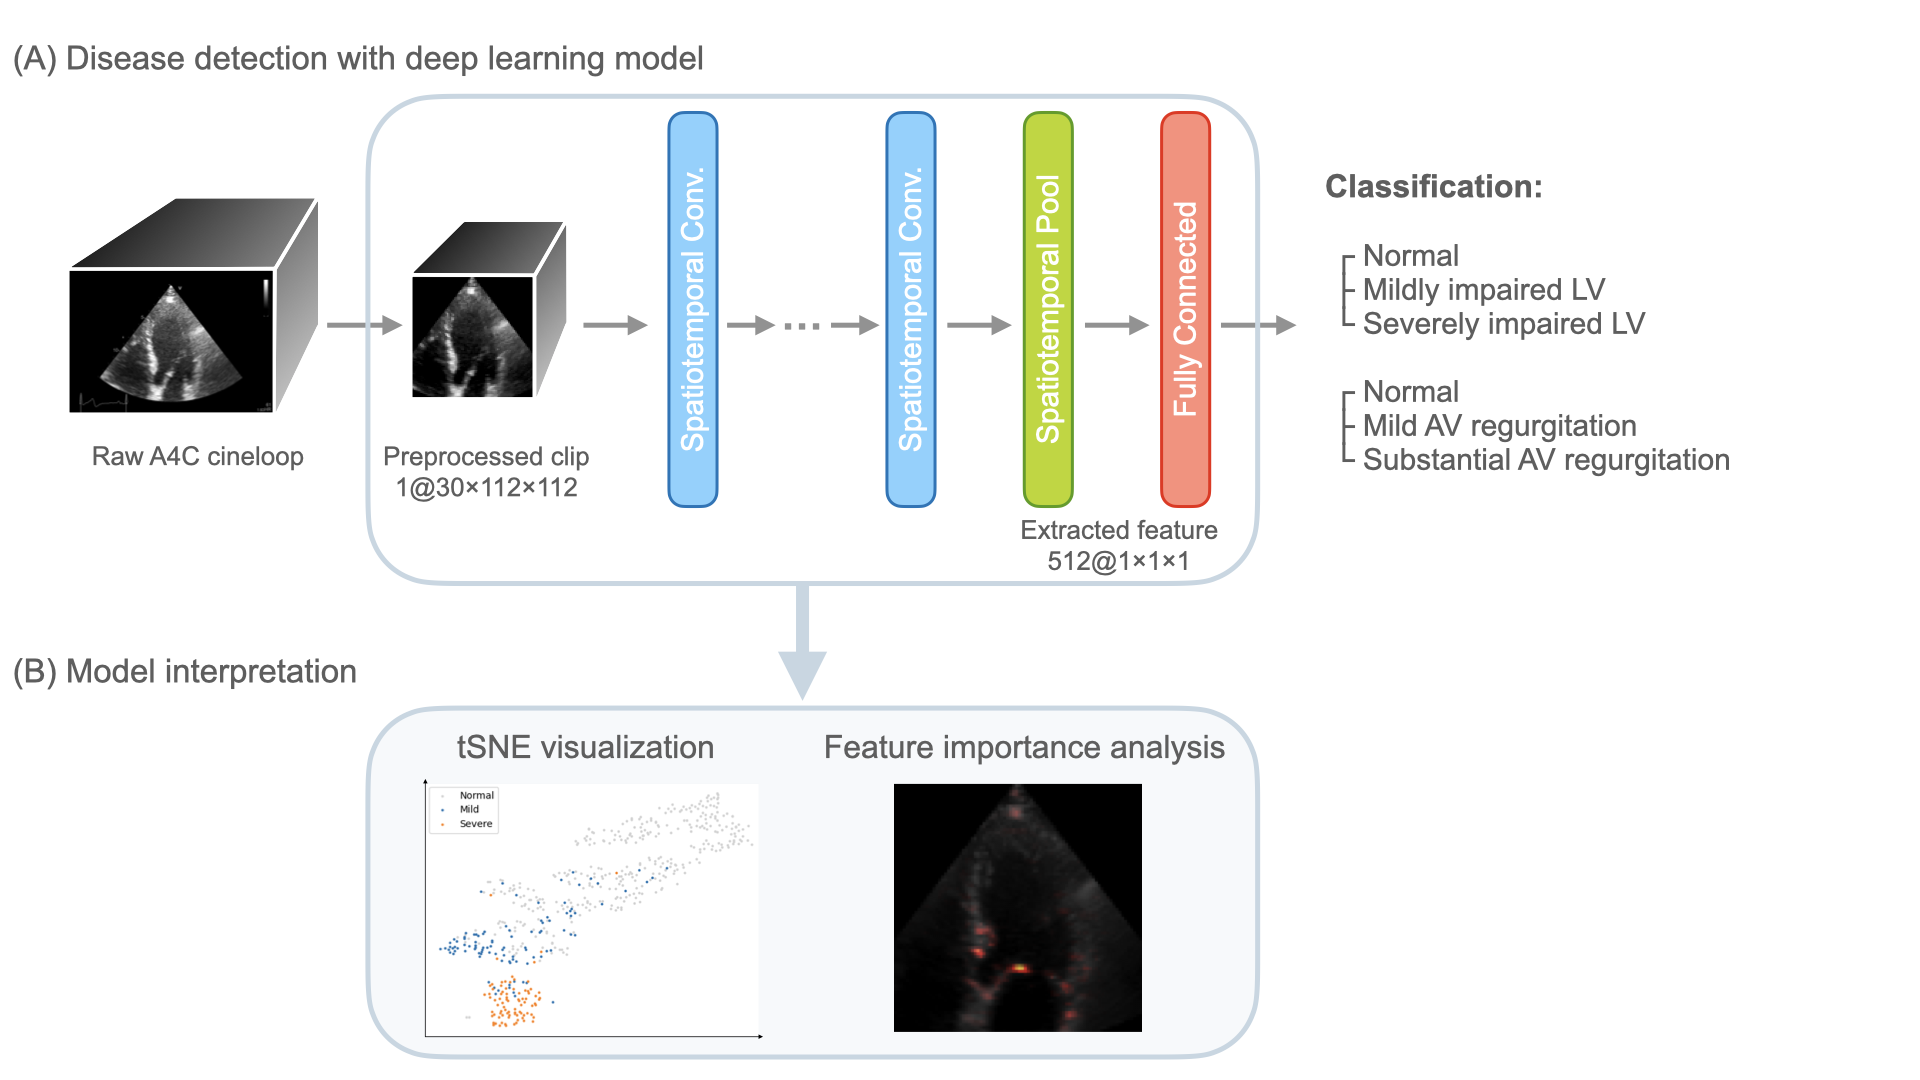 (A) Disease detection with deep learning model
Raw A4C cineloop
Preprocessed clip
1@30×112×112
Spatiotemporal Conv.
...
Spatiotemporal Conv.
Spatiotemporal Pool
Fully Connected
Extracted feature
512@1×1×1
Classification:
Normal
Mildly impaired LV
Severely impaired LV
Normal
Mild AV regurgitation
Substantial AV regurgitation
(B) Model interpretation
tSNE visualization
Normal
Mild
Severe
Feature importance analysis